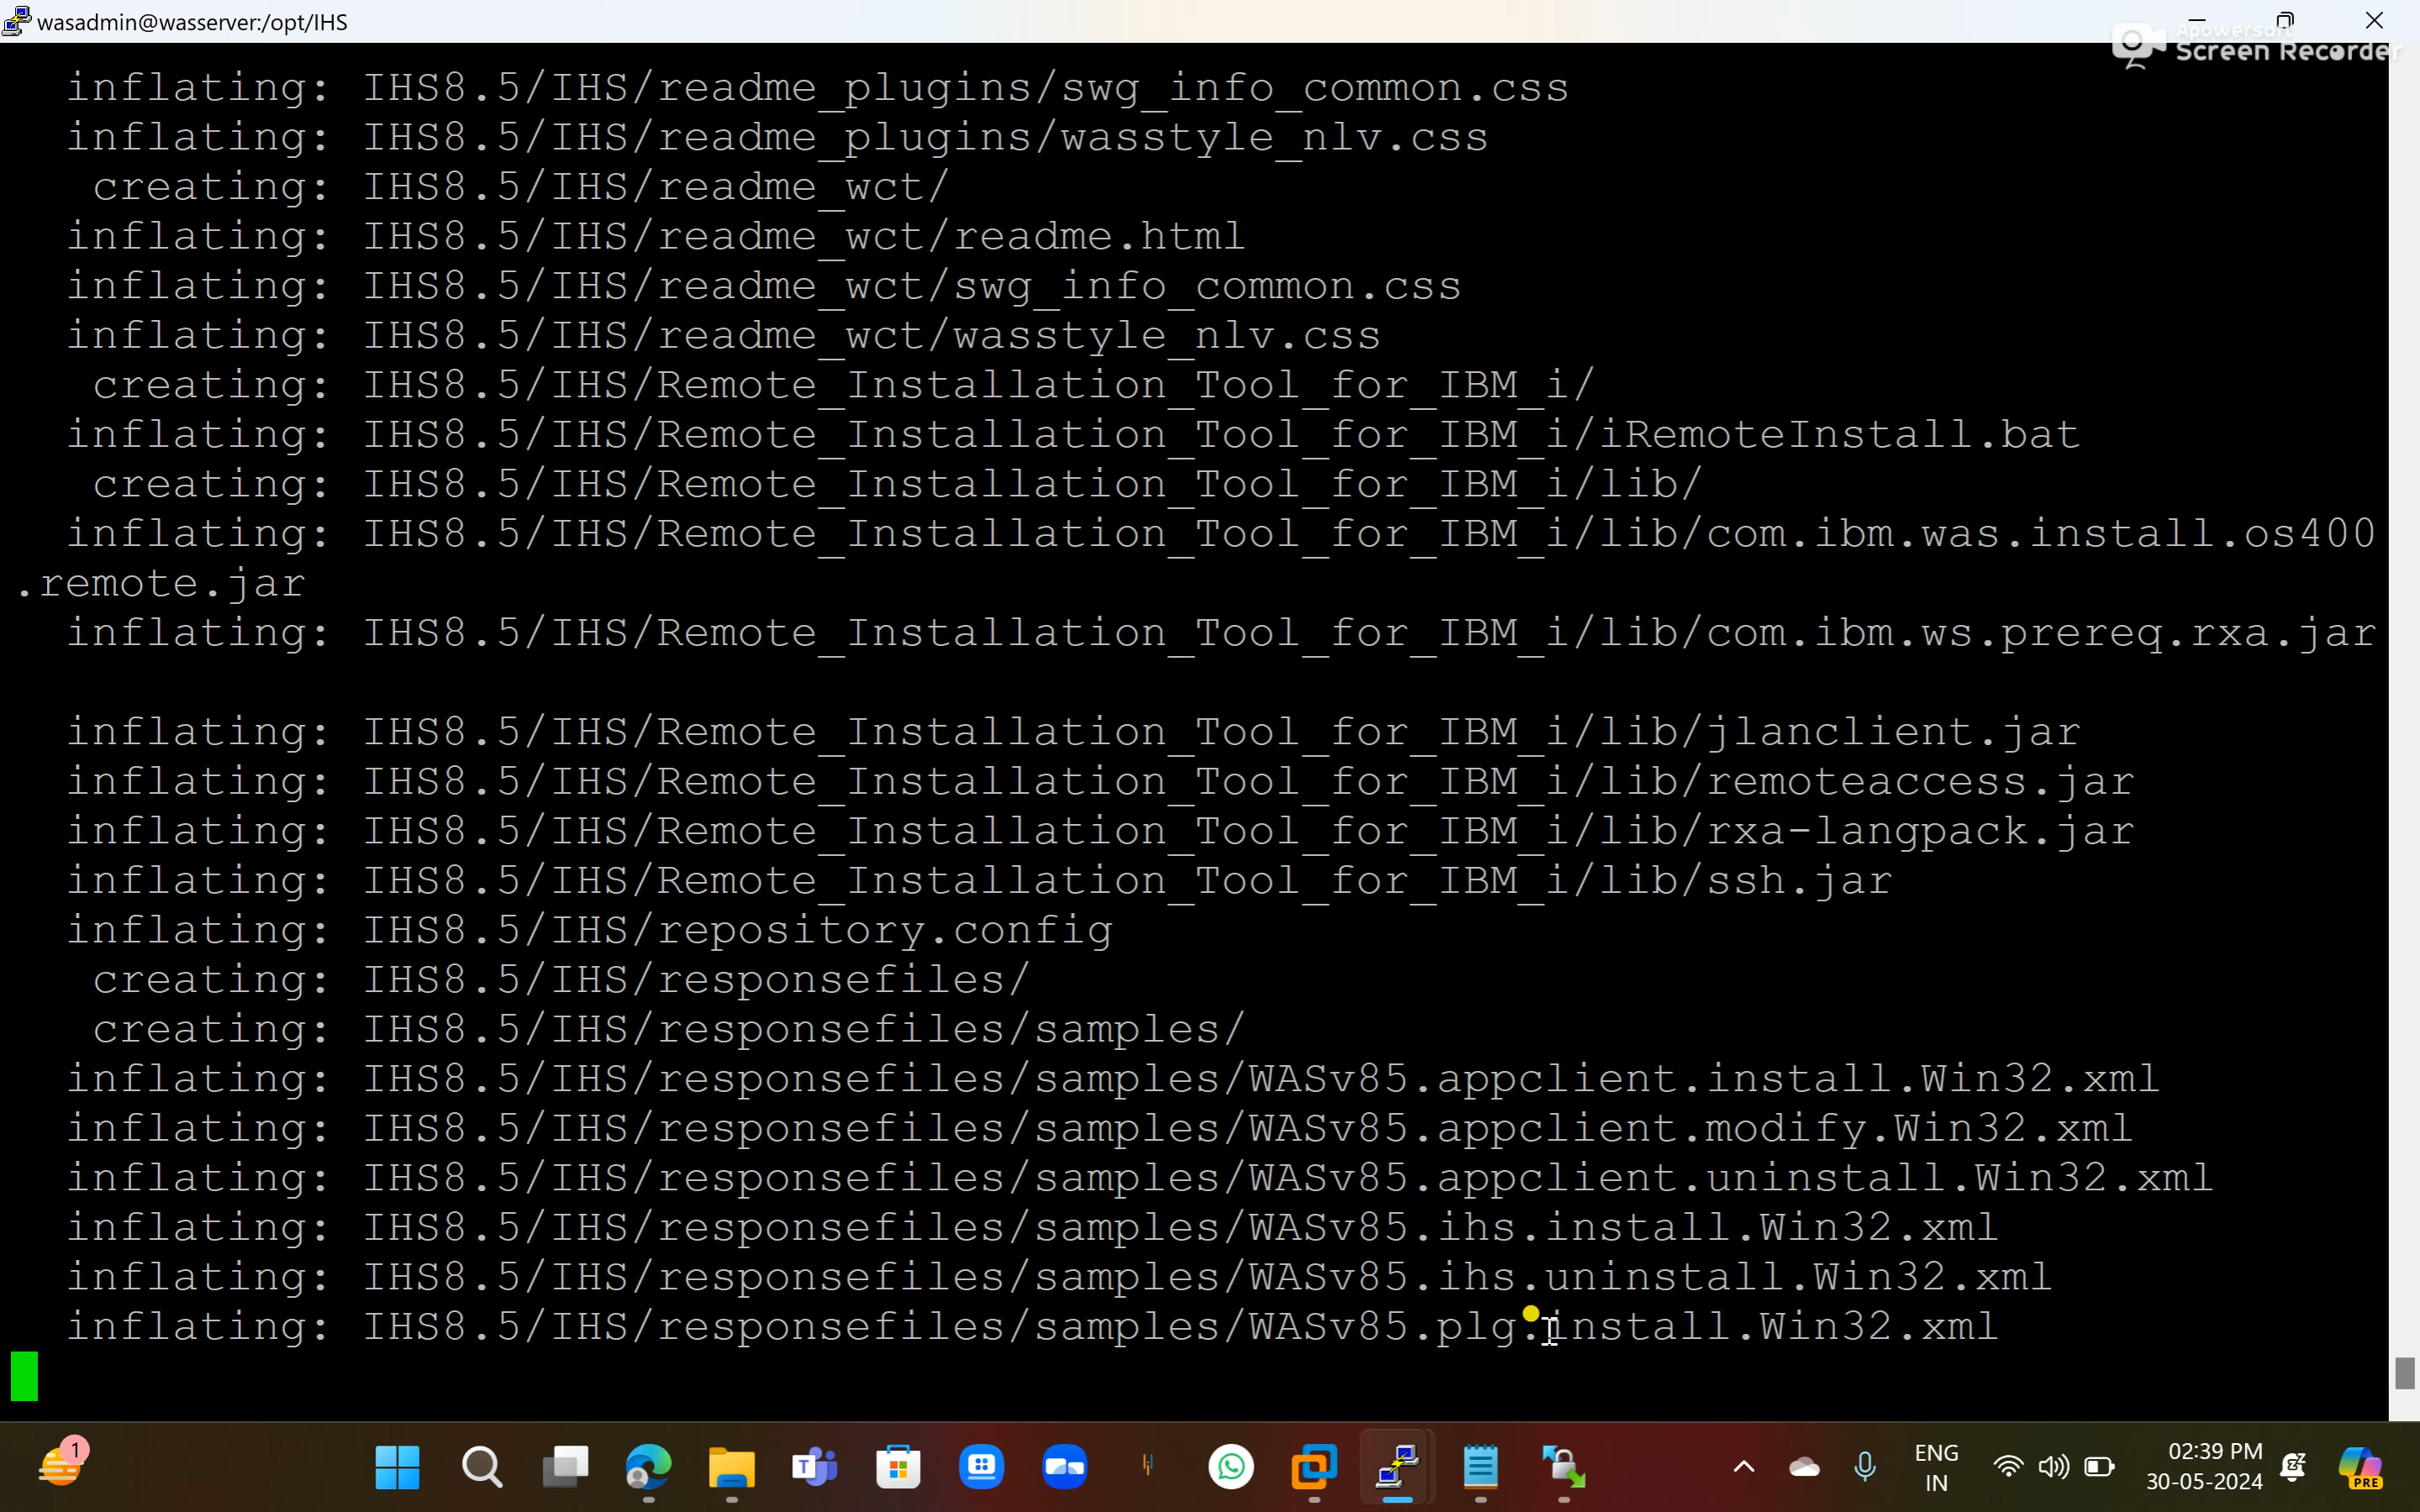 wasadmin@wasserver:/opt/IHS
Apowersoft
Screen Recorder
inflating: IHS8.5/IHS/readme_plugins/swg_info_common.css
inflating: IHS8.5/IHS/readme_plugins/wasstyle_nlv.css
creating: IHS8.5/IHS/readme_wct/
inflating: IHS8.5/IHS/readme_wct/readme.html
inflating: IHS8.5/IHS/readme_wct/swg_info_common.css
inflating: IHS8.5/IHS/readme_wct/wasstyle_nlv.css
creating: IHS8.5/IHS/Remote_Installation_Tool_for_IBM_i/
inflating: IHS8.5/IHS/Remote_Installation_Tool_for_IBM_i/iRemoteInstall.bat
creating: IHS8.5/IHS/Remote_Installation_Tool_for_IBM_i/lib/
inflating: IHS8.5/IHS/Remote_Installation_Tool_for_IBM_i/lib/com.ibm.was.install.os400
.remote.jar
inflating: IHS8.5/IHS/Remote_Installation_Tool_for_IBM_i/lib/com.ibm.ws.prereq.rxa.jar
inflating: IHS8.5/IHS/Remote_Installation_Tool_for_IBM_i/lib/jlanclient.jar
inflating: IHS8.5/IHS/Remote_Installation_Tool_for_IBM_i/lib/remoteaccess.jar
inflating: IHS8.5/IHS/Remote_Installation_Tool_for_IBM_i/lib/rxa-langpack.jar
inflating: IHS8.5/IHS/Remote_Installation_Tool_for_IBM_i/lib/ssh.jar
inflating: IHS8.5/IHS/repository.config
creating: IHS8.5/IHS/responsefiles/
creating: IHS8.5/IHS/responsefiles/samples/
inflating: IHS8.5/IHS/responsefiles/samples/WASv85.appclient.install.Win32.xml
inflating: IHS8.5/IHS/responsefiles/samples/WASv85.appclient.modify.Win32.xml
inflating: IHS8.5/IHS/responsefiles/samples/WASv85.appclient.uninstall.Win32.xml
inflating: IHS8.5/IHS/responsefiles/samples/WASv85.ihs.install.Win32.xml
inflating: IHS8.5/IHS/responsefiles/samples/WASv85.ihs.uninstall.Win32.xml
inflating: IHS8.5/IHS/responsefiles/samples/WASv85.plg.install.Win32.xml
1
ENG
IN
02:39 PM
30-05-2024
PRE